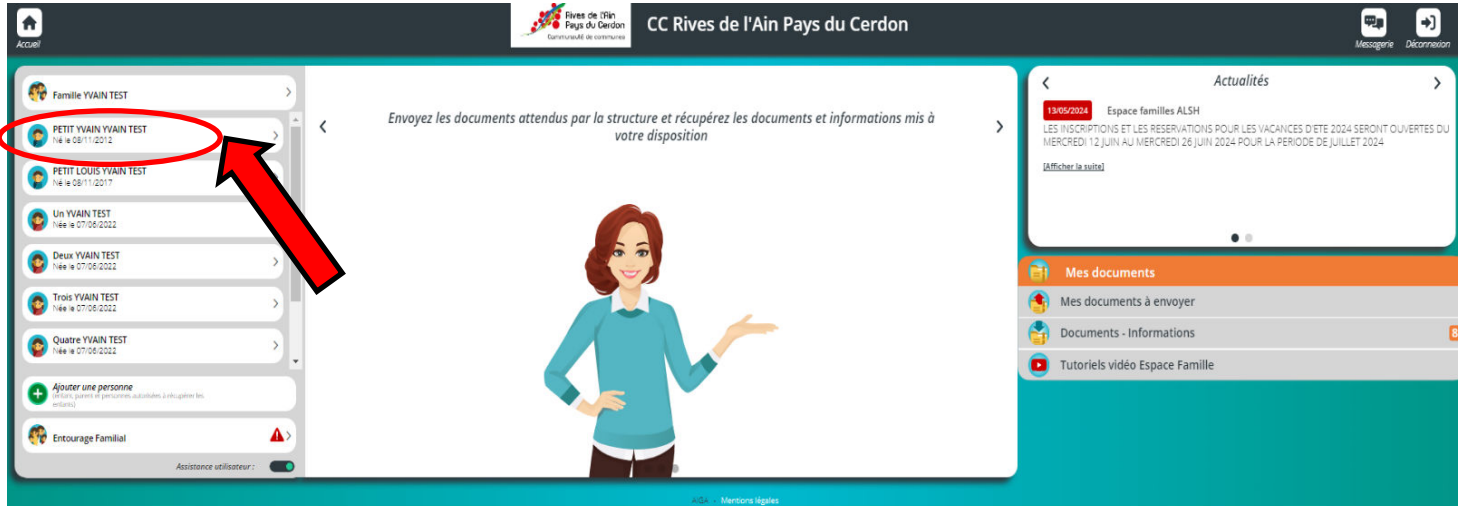 Accueil
Rives de l'Ain
Pays du Cerdon
Communauté de communes
CC Rives de l'Ain Pays du Cerdon
Messagerie
Déconnexion
Famille YVAIN TEST
PETIT YVAIN YVAIN TEST
Né le 08/11/2012
PETIT LOUIS YVAIN TEST
Né le 08/11/2017
Un YVAIN TEST
Née le 07/06/2022
Deux YVAIN TEST
Née le 07/06/2022
Trois YVAIN TEST
Née le 07/06/2022
Quatre YVAIN TEST
Née le 07/06/2022
Ajouter une personne
(enfant, parent et personnes autorisées à récupérer les
enfants)
Entourage Familial
Assistance utilisateur :
Envoyez les documents attendus par la structure et récupérez les documents et informations mis à
votre disposition
Actualités
13/05/2024 Espace familles ALSH
LES INSCRIPTIONS ET LES RESERVATIONS POUR LES VACANCES D'ETE 2024 SERONT OUVERTES DU
MERCREDI 12 JUIN AU MERCREDI 26 JUIN 2024 POUR LA PERIODE DE JUILLET 2024
[Afficher la suite]
Mes documents
Mes documents à envoyer
Documents - Informations
8
Tutoriels vidéo Espace Famille
AIGA - Mentions légales